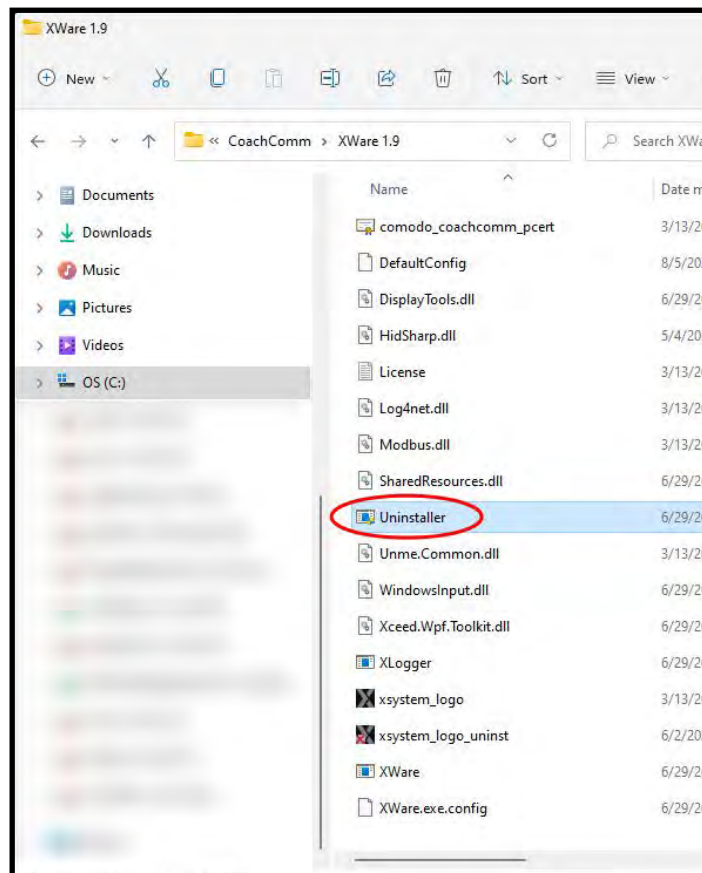 XWare 1.9
New Sort View
« CoachComm > XWare 1.9 Search XWa
Name Date m
Documents
Downloads
Music
Pictures
Videos
OS (C:)
comodo_coachcomm_pcert 3/13/2
DefaultConfig 8/5/20
DisplayTools.dll 6/29/2
HidSharp.dll 5/4/20
License 3/13/2
Log4net.dll 3/13/2
Modbus.dll 3/13/2
SharedResources.dll 6/29/2
Uninstaller 6/29/2
Unme.Common.dll 3/13/2
WindowsInput.dll 6/29/2
Xceed.Wpf.Toolkit.dll 6/29/2
XLogger 6/29/2
xsystem_logo 3/13/2
xsystem_logo_uninst 6/2/20
XWare 6/29/2
XWare.exe.config 6/29/2